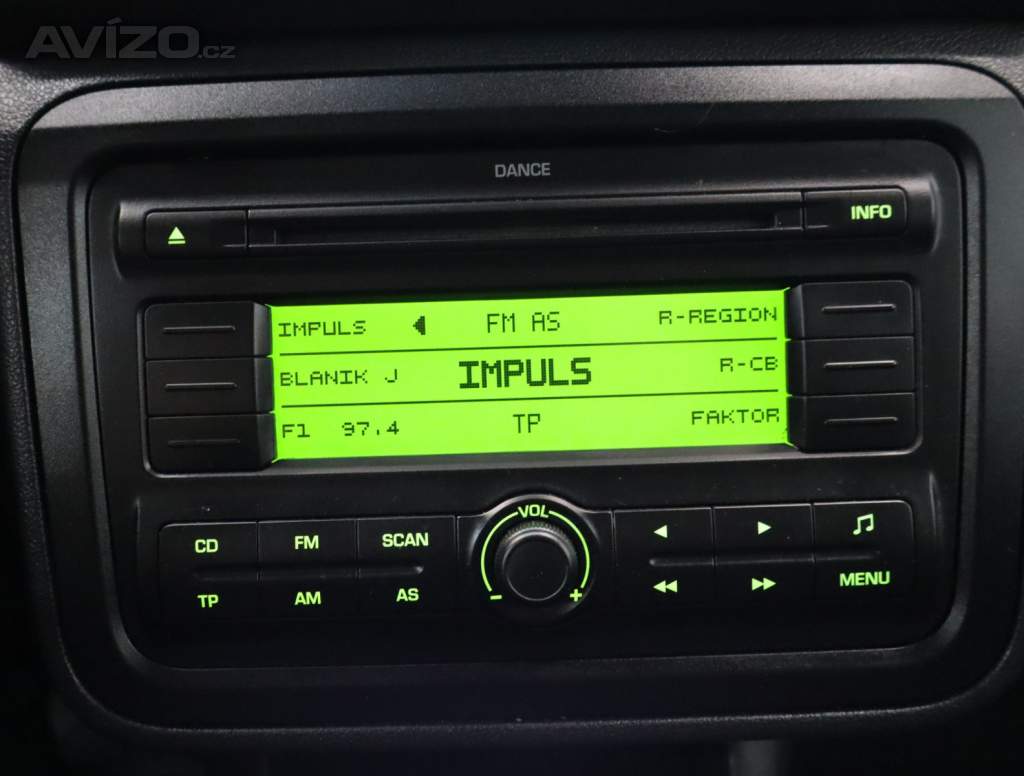 AVÍZO.cz
DANCE
INFO
IMPULS FM AS R-REGION
BLANIK J IMPULS R-CB
F1 97.4 TP FAKTOR
VOL
CD FM SCAN
TP AM AS - + MENU